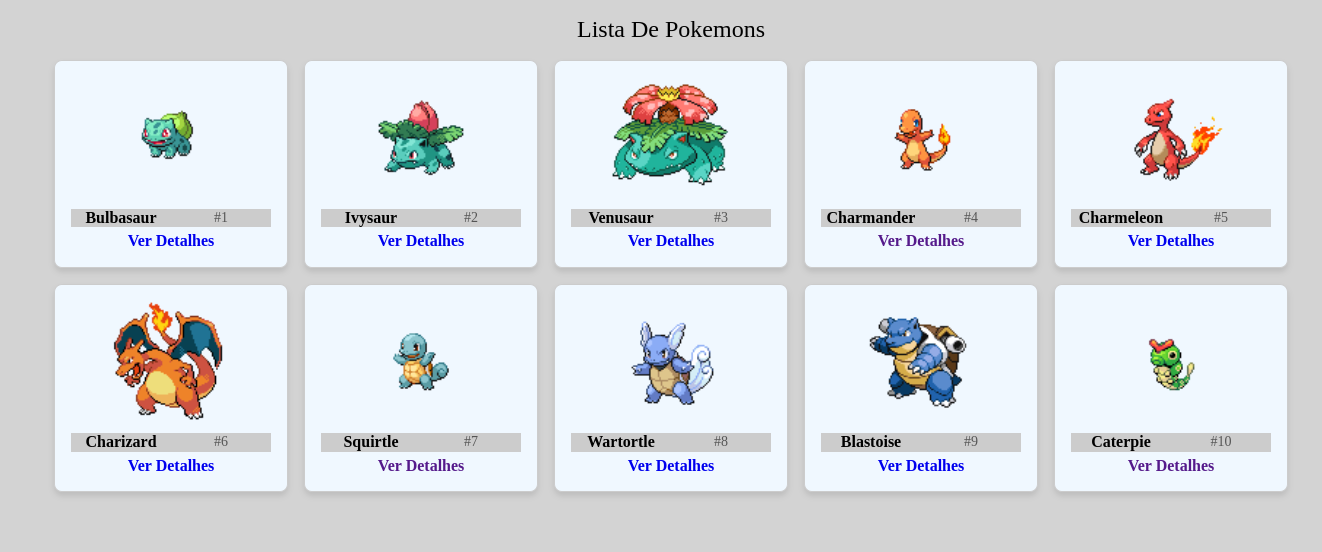 Lista De Pokemons
Bulbasaur #1
Ver Detalhes
Ivysaur #2
Ver Detalhes
Venusaur #3
Ver Detalhes
Charmander #4
Ver Detalhes
Charmeleon #5
Ver Detalhes
Charizard #6
Ver Detalhes
Squirtle #7
Ver Detalhes
Wartortle #8
Ver Detalhes
Blastoise #9
Ver Detalhes
Caterpie #10
Ver Detalhes